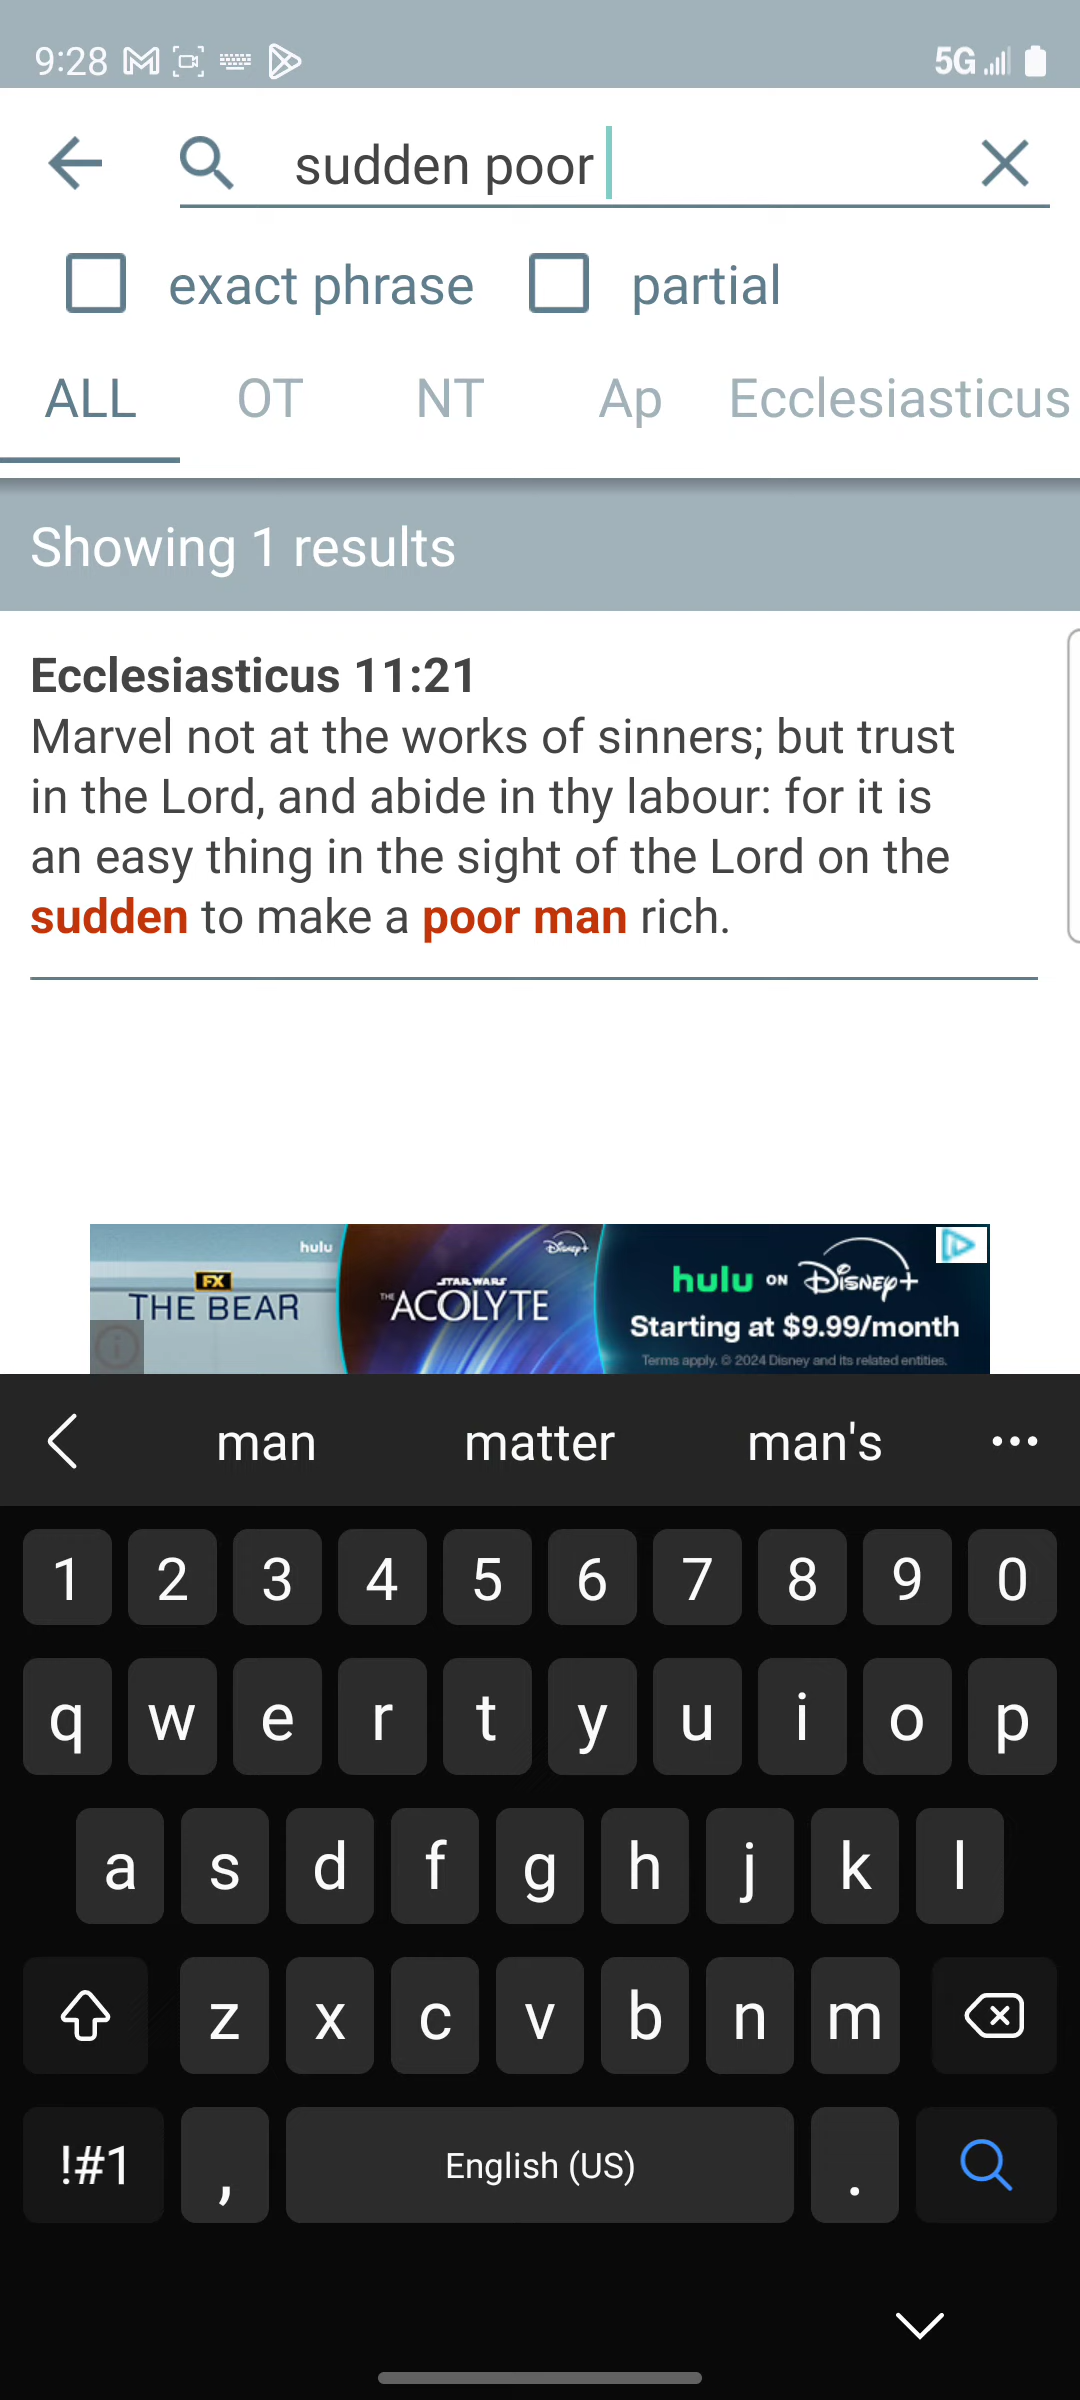 9:28
5G
sudden poor
exact phrase
partial
ALL OT NT Ap Ecclesiasticus
Showing 1 results
Ecclesiasticus 11:21
Marvel not at the works of sinners; but trust
in the Lord, and abide in thy labour: for it is
an easy thing in the sight of the Lord on the
sudden to make a poor man rich.
hulu
FX
THE BEAR
Disney+
STAR WARS
THE ACOLYTE
hulu ON Disney+
Starting at $9.99/month
Terms apply. © 2024 Disney and its related entities.
man matter man's
1 2 3 4 5 6 7 8 9 0
q w e r t y u i o p
a s d f g h j k l
z x c v b n m
!#1 , English (US) .